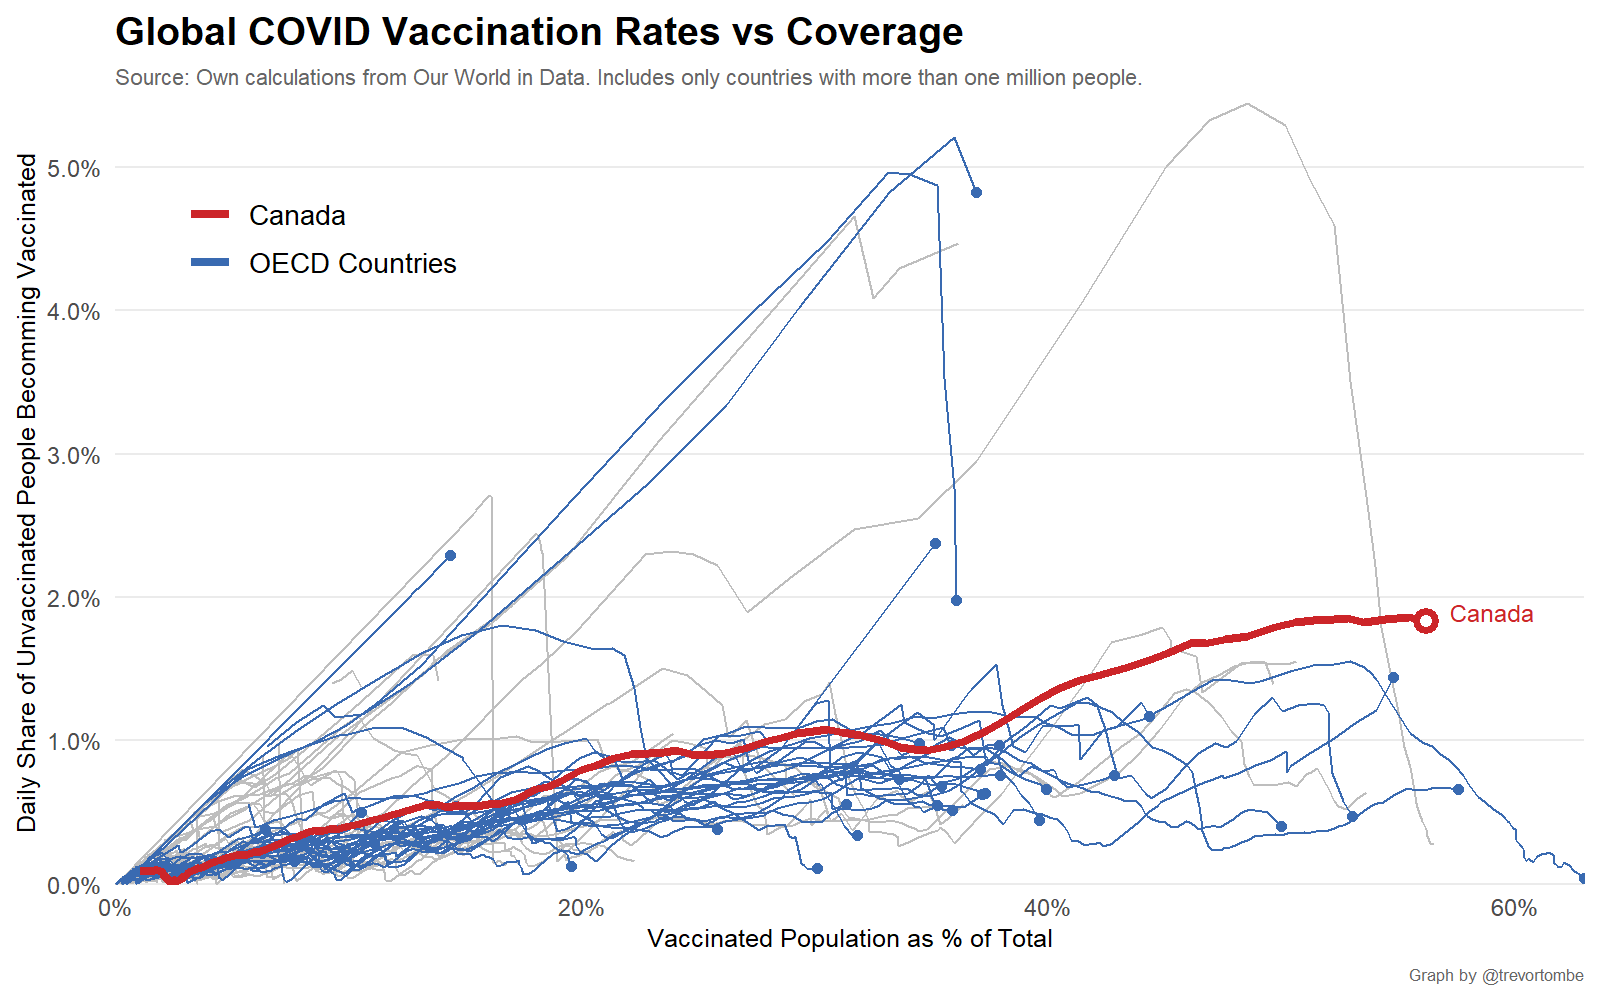 Global COVID Vaccination Rates vs Coverage
Source: Own calculations from Our World in Data. Includes only countries with more than one million people.
Daily Share of Unvaccinated People Becomming Vaccinated
5.0%
4.0%
3.0%
2.0%
1.0%
0.0%
Canada
OECD Countries
Canada
0%
20%
40%
60%
Vaccinated Population as % of Total
Graph by @trevortombe